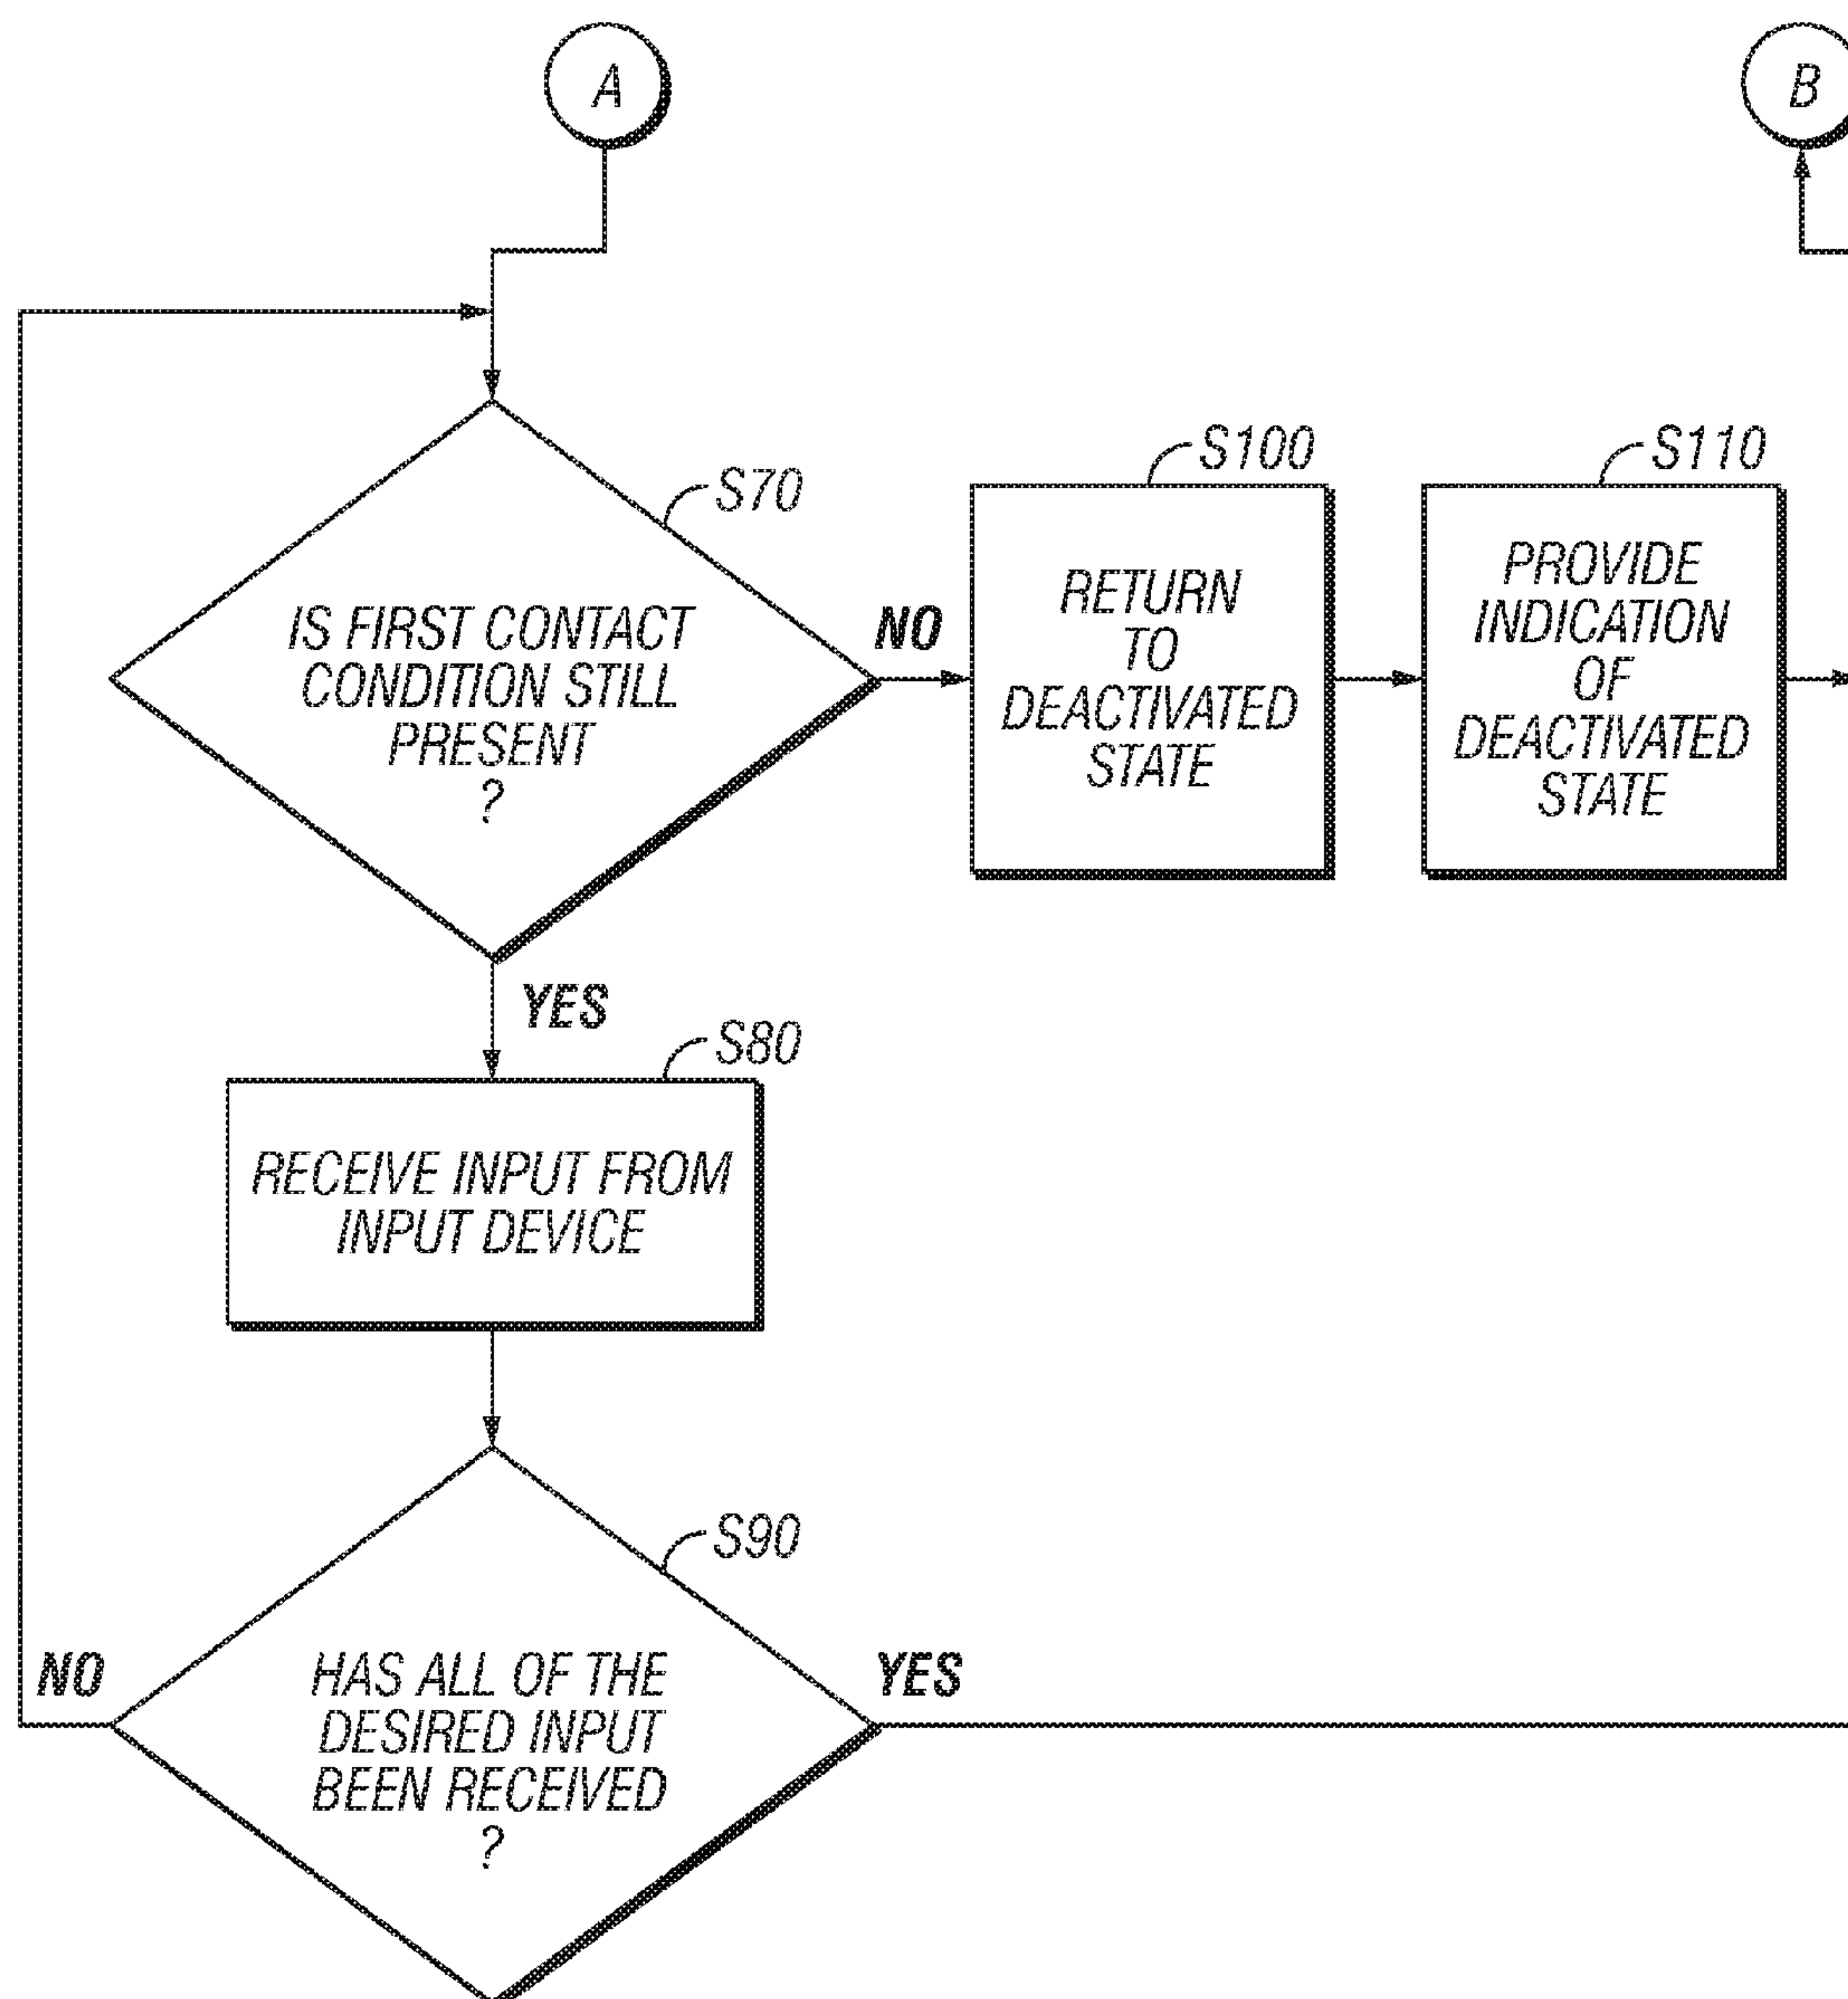 A
B
S70
IS FIRST CONTACT
CONDITION STILL
PRESENT
?
NO
S100
RETURN
TO
DEACTIVATED
STATE
S110
PROVIDE
INDICATION
OF
DEACTIVATED
STATE
YES
S80
RECEIVE INPUT FROM
INPUT DEVICE
S90
HAS ALL OF THE
DESIRED INPUT
BEEN RECEIVED
?
NO
YES